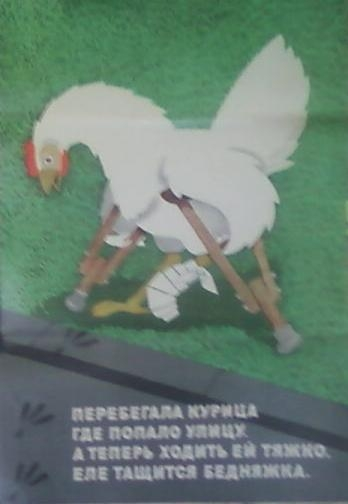 ПЕРЕБЕГАЛА КУРИЦА
ГДЕ ПОПАЛО УЛИЦУ.
А ТЕПЕРЬ ХОДИТЬ ЕЙ ТЯЖКО.
ЕЛЕ ТАЩИТСЯ БЕДНЯЖКА.